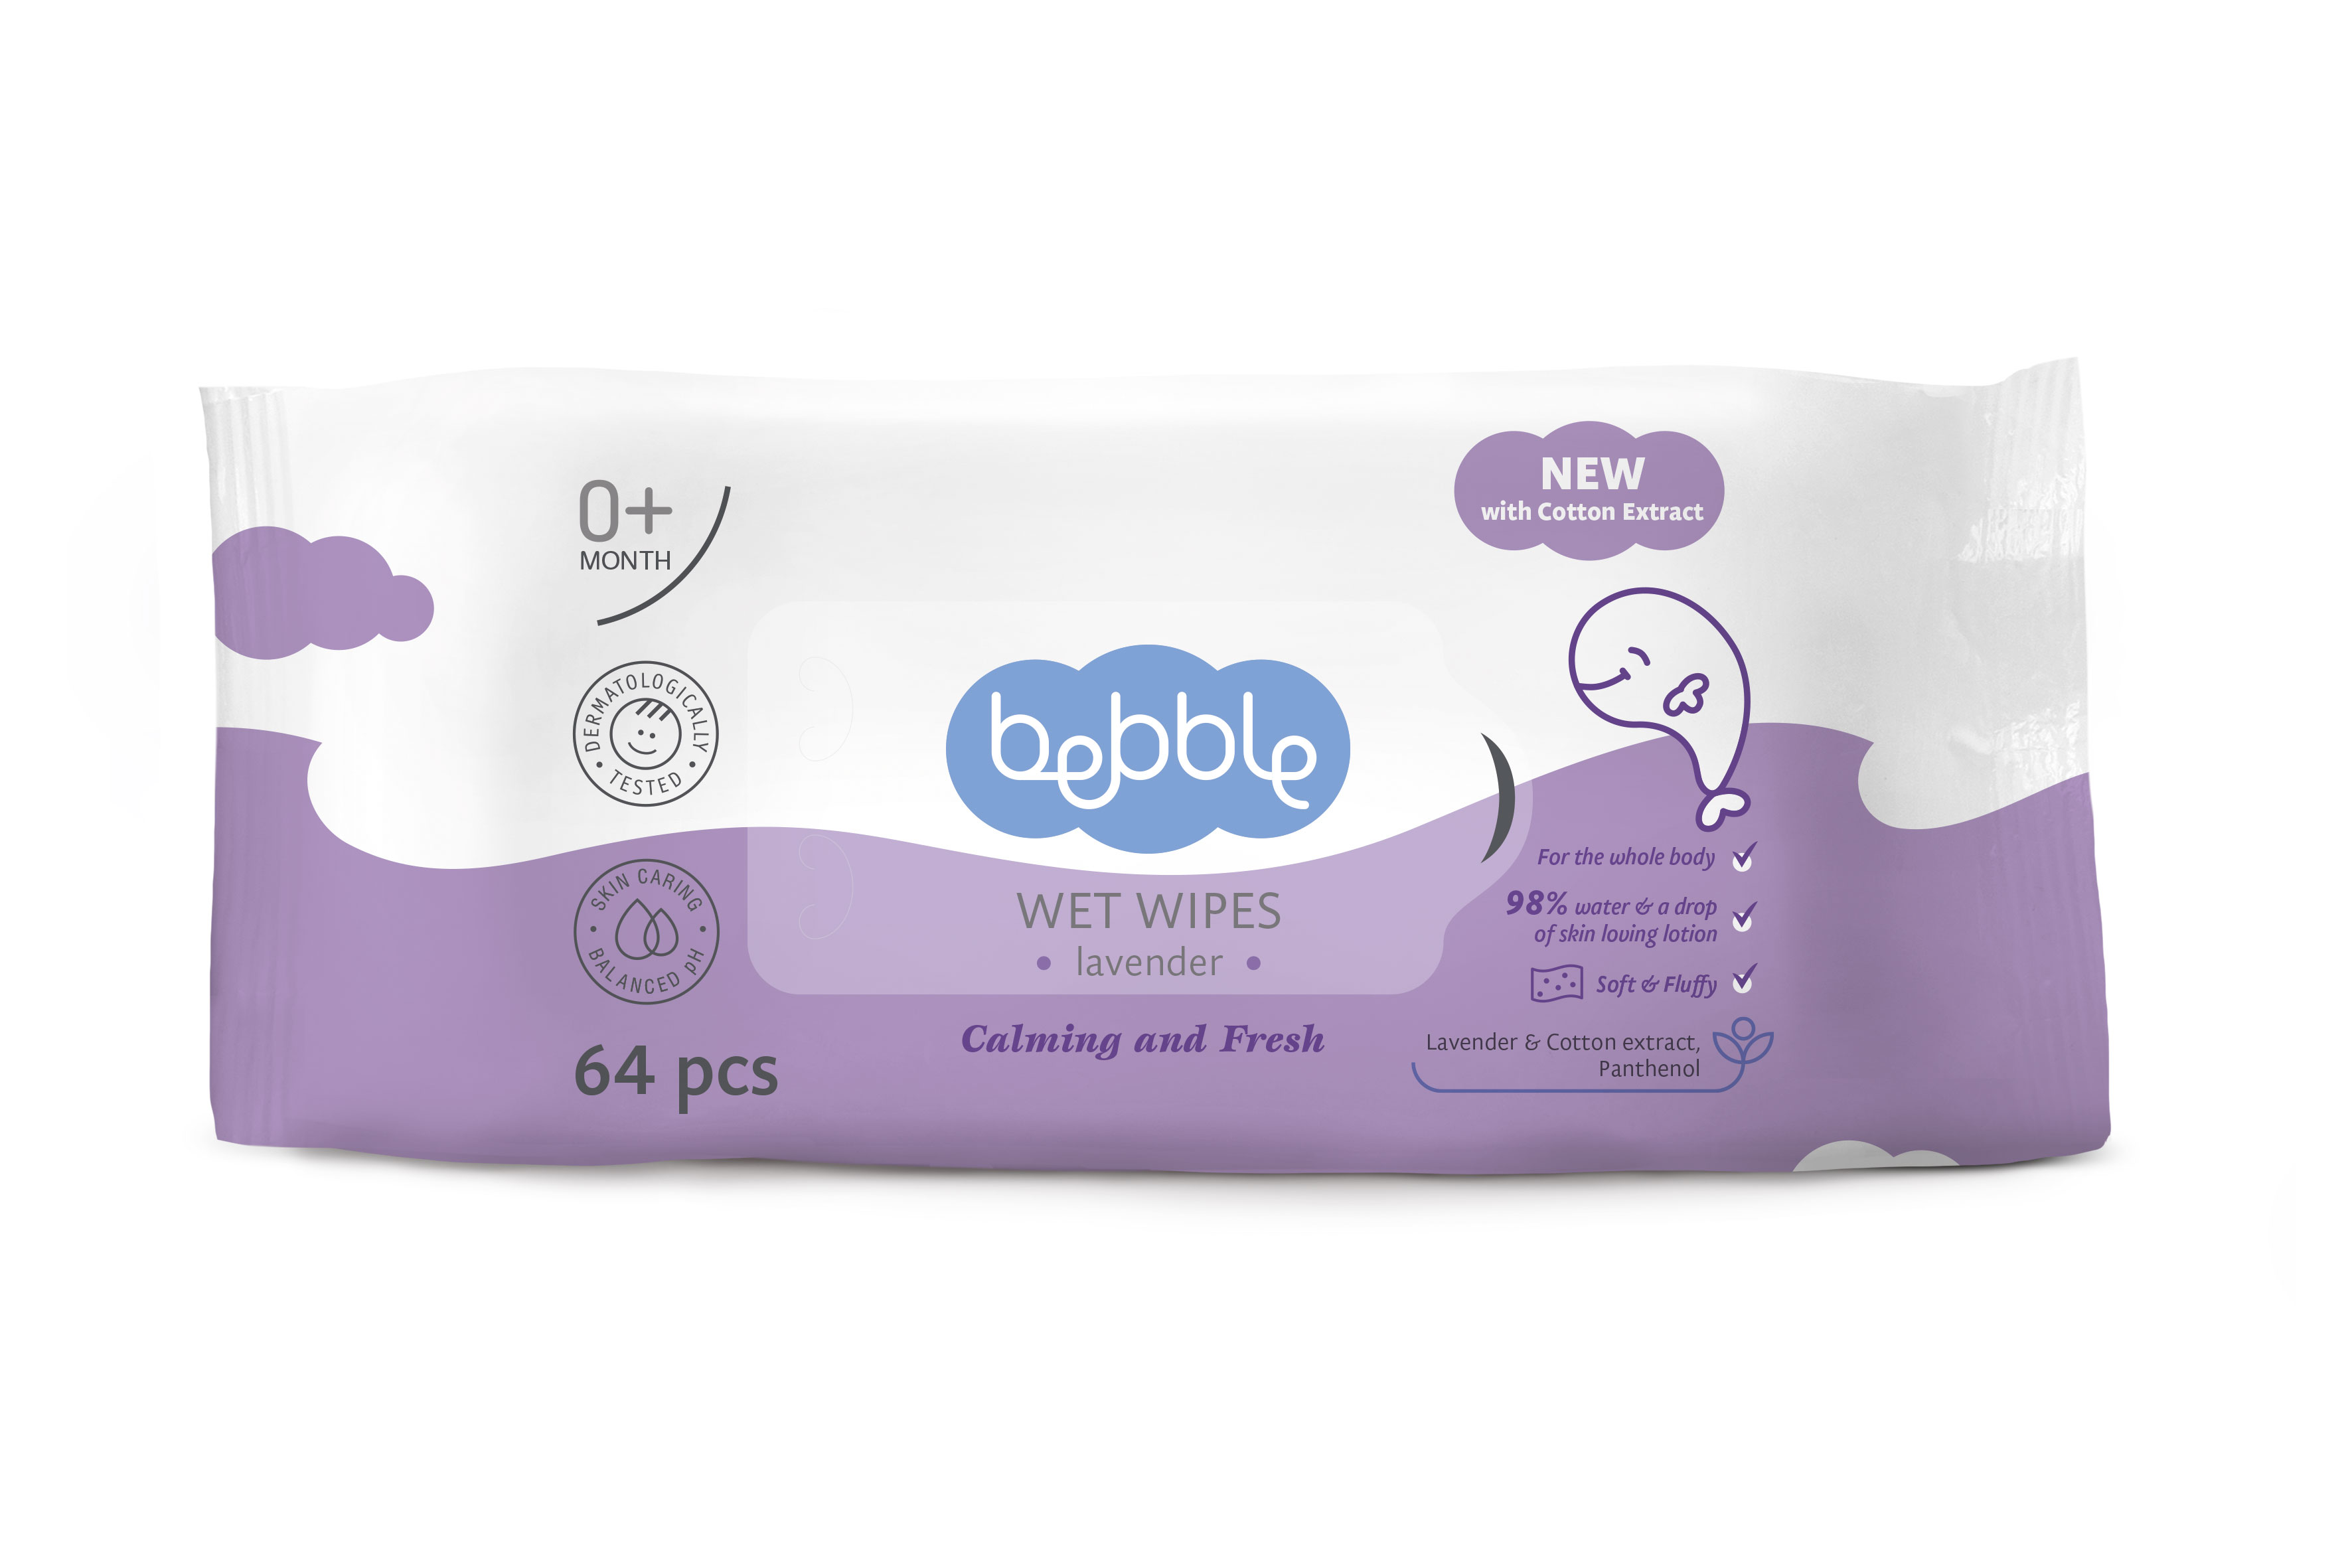 0+
MONTH
DERMATOLOGICALLY
TESTED
SKIN CARING
BALANCED pH
64 pcs
bebble
WET WIPES
• lavender •
Calming and Fresh
NEW
with Cotton Extract
For the whole body
98% water & a drop
of skin loving lotion
Soft & Fluffy
Lavender & Cotton extract,
Panthenol